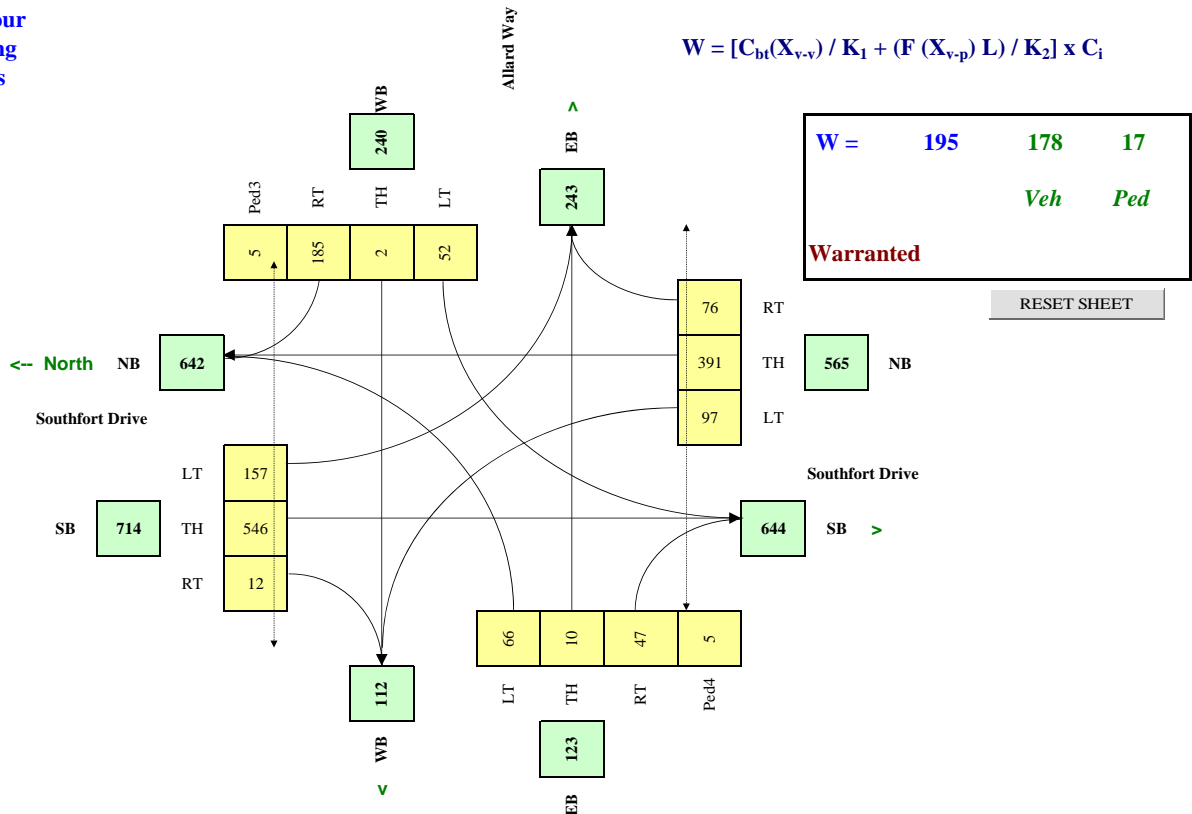 Allard Way
W = [Cbt(Xv-v) / K1 + (F (Xv-p) L) / K2] x Ci
WB
240
^
EB
243
Ped3
RT
TH
LT
5
185
2
52
W =
195
178
17
Veh
Ped
Warranted
RESET SHEET
76
RT
<-- North
NB
642
391
TH
565
NB
97
LT
Southfort Drive
LT
157
Southfort Drive
SB
714
TH
546
644
SB
>
RT
12
66
10
47
5
112
LT
TH
RT
Ped4
WB
v
123
EB